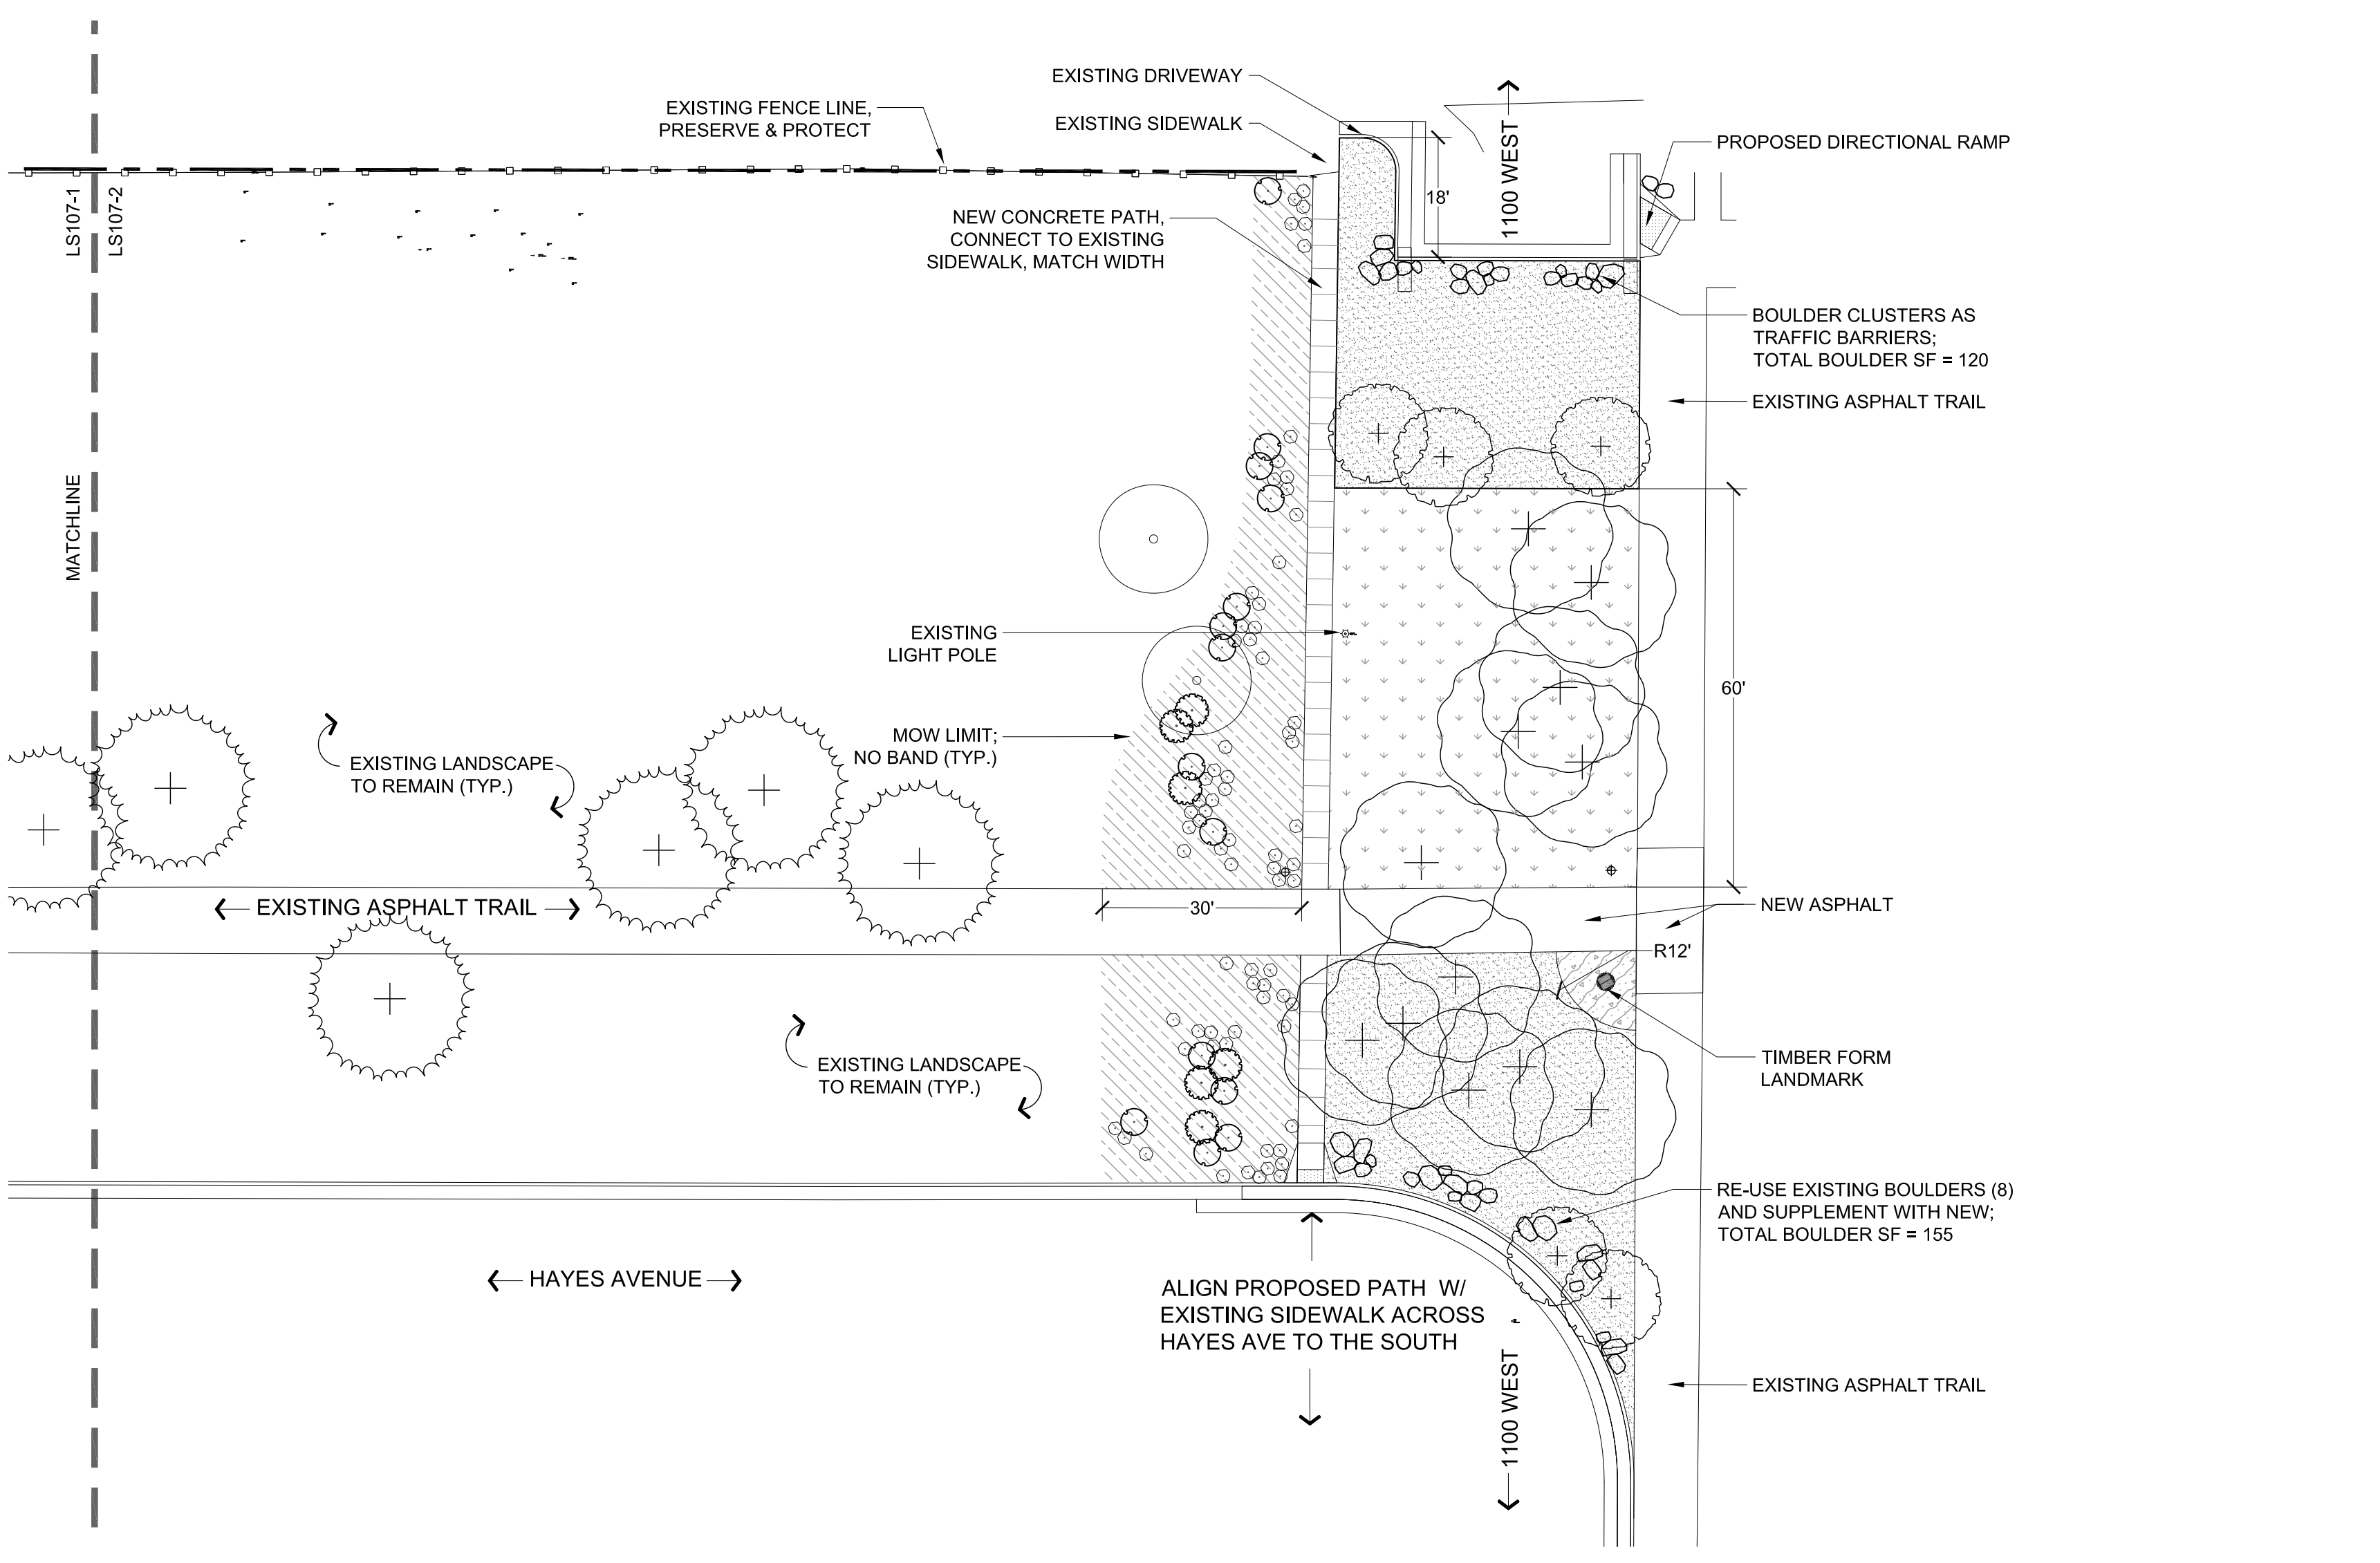 EXISTING DRIVEWAY
EXISTING FENCE LINE,
PRESERVE & PROTECT
EXISTING SIDEWALK
1100 WEST
PROPOSED DIRECTIONAL RAMP
18'
LS107-1
LS107-2
NEW CONCRETE PATH,
CONNECT TO EXISTING
SIDEWALK, MATCH WIDTH
BOULDER CLUSTERS AS
TRAFFIC BARRIERS;
TOTAL BOULDER SF = 120
EXISTING ASPHALT TRAIL
MATCHLINE
EXISTING
LIGHT POLE
60'
MOW LIMIT;
NO BAND (TYP.)
EXISTING LANDSCAPE
TO REMAIN (TYP.)
EXISTING ASPHALT TRAIL
30'
NEW ASPHALT
R12'
EXISTING LANDSCAPE
TO REMAIN (TYP.)
TIMBER FORM
LANDMARK
RE-USE EXISTING BOULDERS (8)
AND SUPPLEMENT WITH NEW;
TOTAL BOULDER SF = 155
HAYES AVENUE
ALIGN PROPOSED PATH W/
EXISTING SIDEWALK ACROSS
HAYES AVE TO THE SOUTH
1100 WEST
EXISTING ASPHALT TRAIL